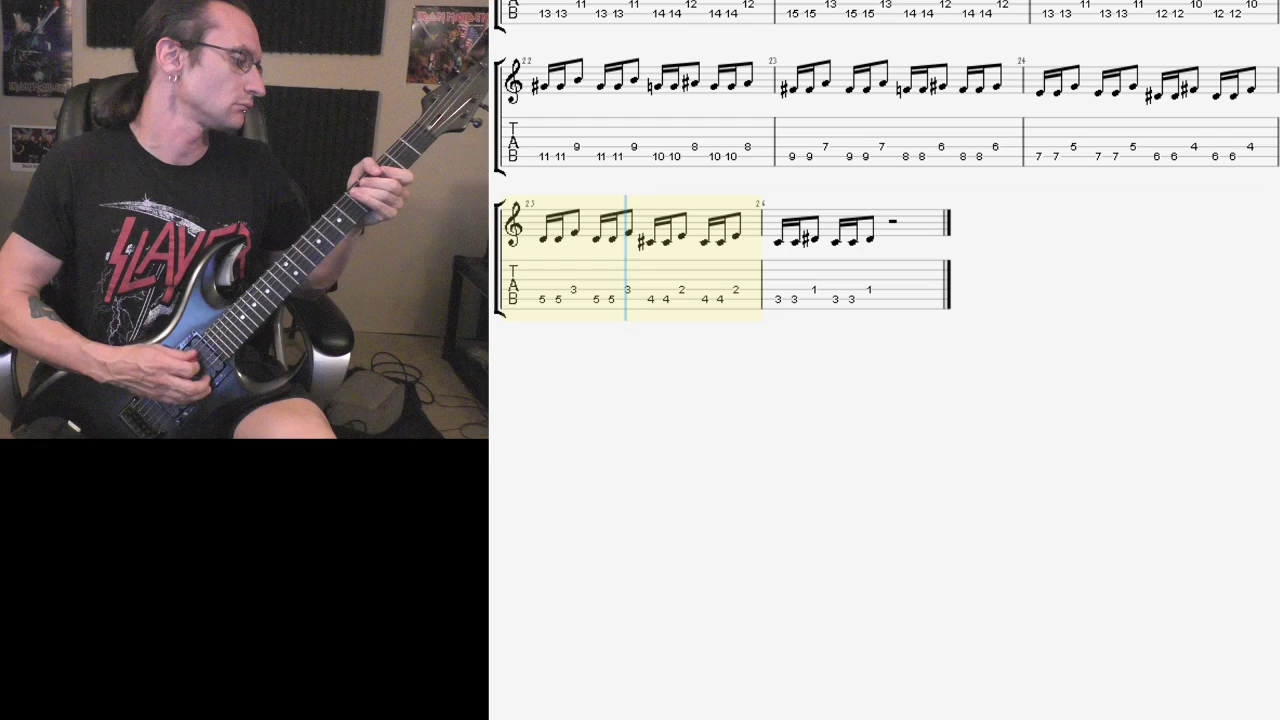 IRON MAIDEN
SLAYER
11 11 12 12 13 13 12 12 11 11 10 10
B 13 13 13 13 14 14 14 14 15 15 15 15 14 14 14 14 13 13 13 13 12 12 12 12
22 23 24
T
A 9 9 8 8 7 7 6 6 5 5 4 4
B 11 11 11 11 10 10 10 10 9 9 9 9 8 8 8 8 7 7 7 7 6 6 6 6
23 24
T
A 3 3 2 2 1 1
B 5 5 5 5 4 4 4 4 3 3 3 3